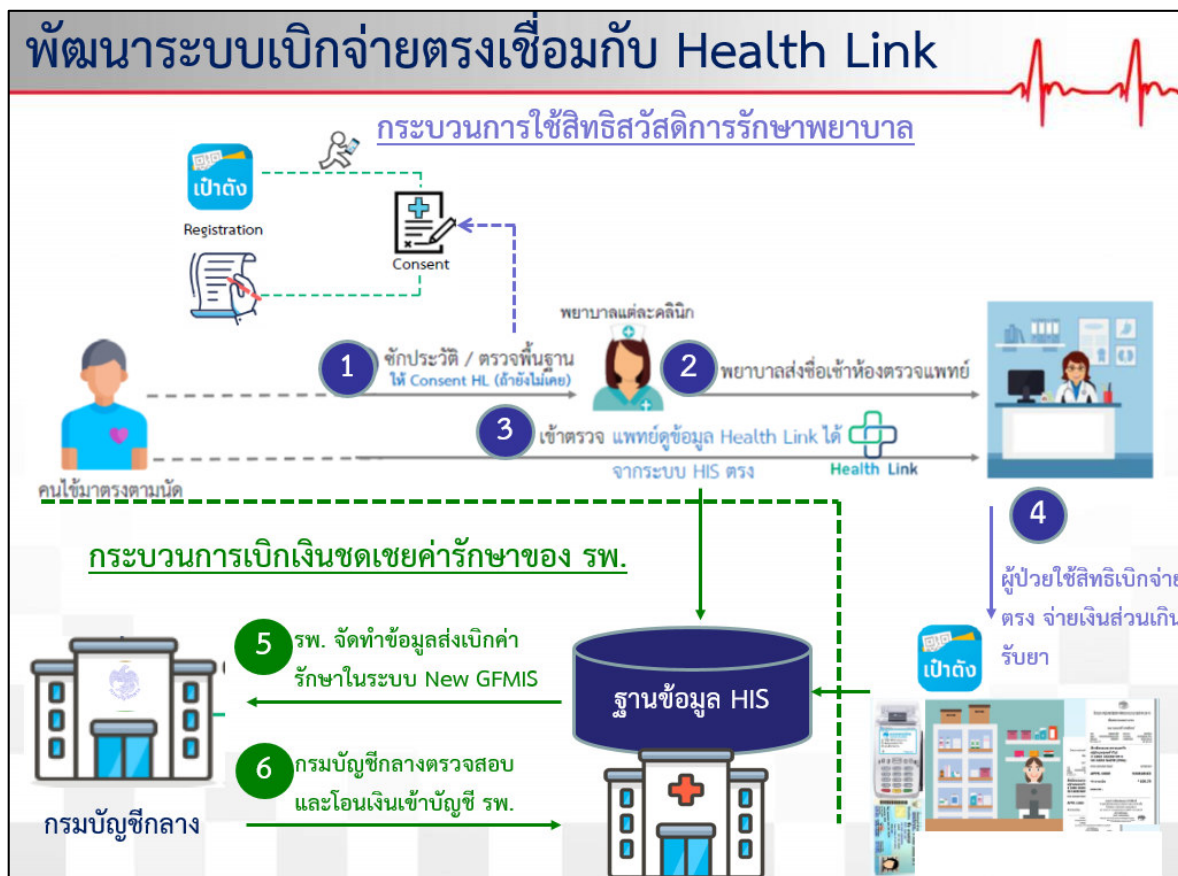 พัฒนาระบบเบิกจ่ายตรงเชื่อมกับ Health Link
กระบวนการใช้สิทธิสวัสดิการรักษาพยาบาล
เป๋าตัง
Registration
Consent
พยาบาลแต่ละคลินิก
1
ซักประวัติ / ตรวจพื้นฐาน
ให้ Consent HL (ถ้ายังไม่เคย)
2
พยาบาลส่งชื่อเข้าห้องตรวจแพทย์
3
เข้าตรวจ แพทย์ดูข้อมูล Health Link ได้
จากระบบ HIS ตรง
Health Link
คนไข้มาตรงตามนัด
4
ผู้ป่วยใช้สิทธิเบิกจ่าย
ตรง จ่ายเงินส่วนเกิน
รับยา
เป๋าตัง
กระบวนการเบิกเงินชดเชยค่ารักษาของ รพ.
5
รพ. จัดทำข้อมูลส่งเบิกค่า
รักษาในระบบ New GFMIS
ฐานข้อมูล HIS
6
กรมบัญชีกลางตรวจสอบ
และโอนเงินเข้าบัญชี รพ.
กรมบัญชีกลาง